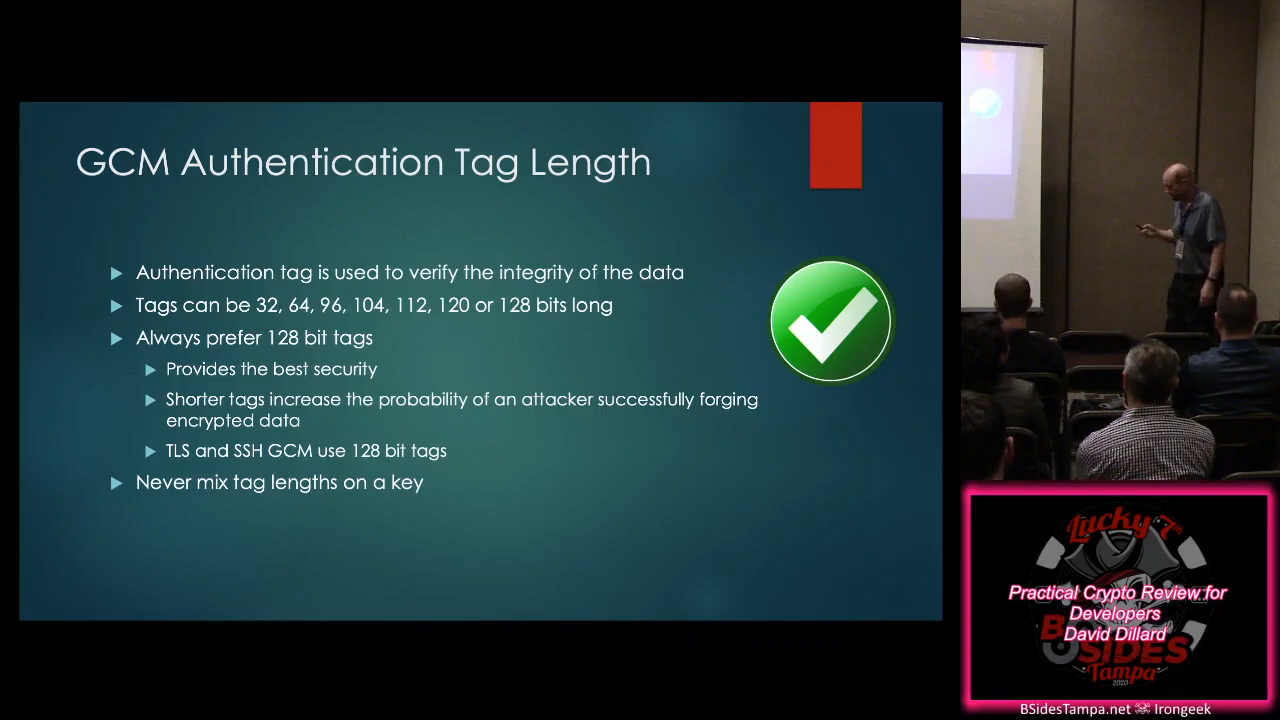 GCM Authentication Tag Length
Authentication tag is used to verify the integrity of the data
Tags can be 32, 64, 96, 104, 112, 120 or 128 bits long
Always prefer 128 bit tags
Provides the best security
Shorter tags increase the probability of an attacker successfully forging
encrypted data
TLS and SSH GCM use 128 bit tags
Never mix tag lengths on a key
Lucky 7th
Practical Crypto Review for
Developers
David Dillard
BSIDES
Tampa
2020
BSidesTampa.net Irongeek